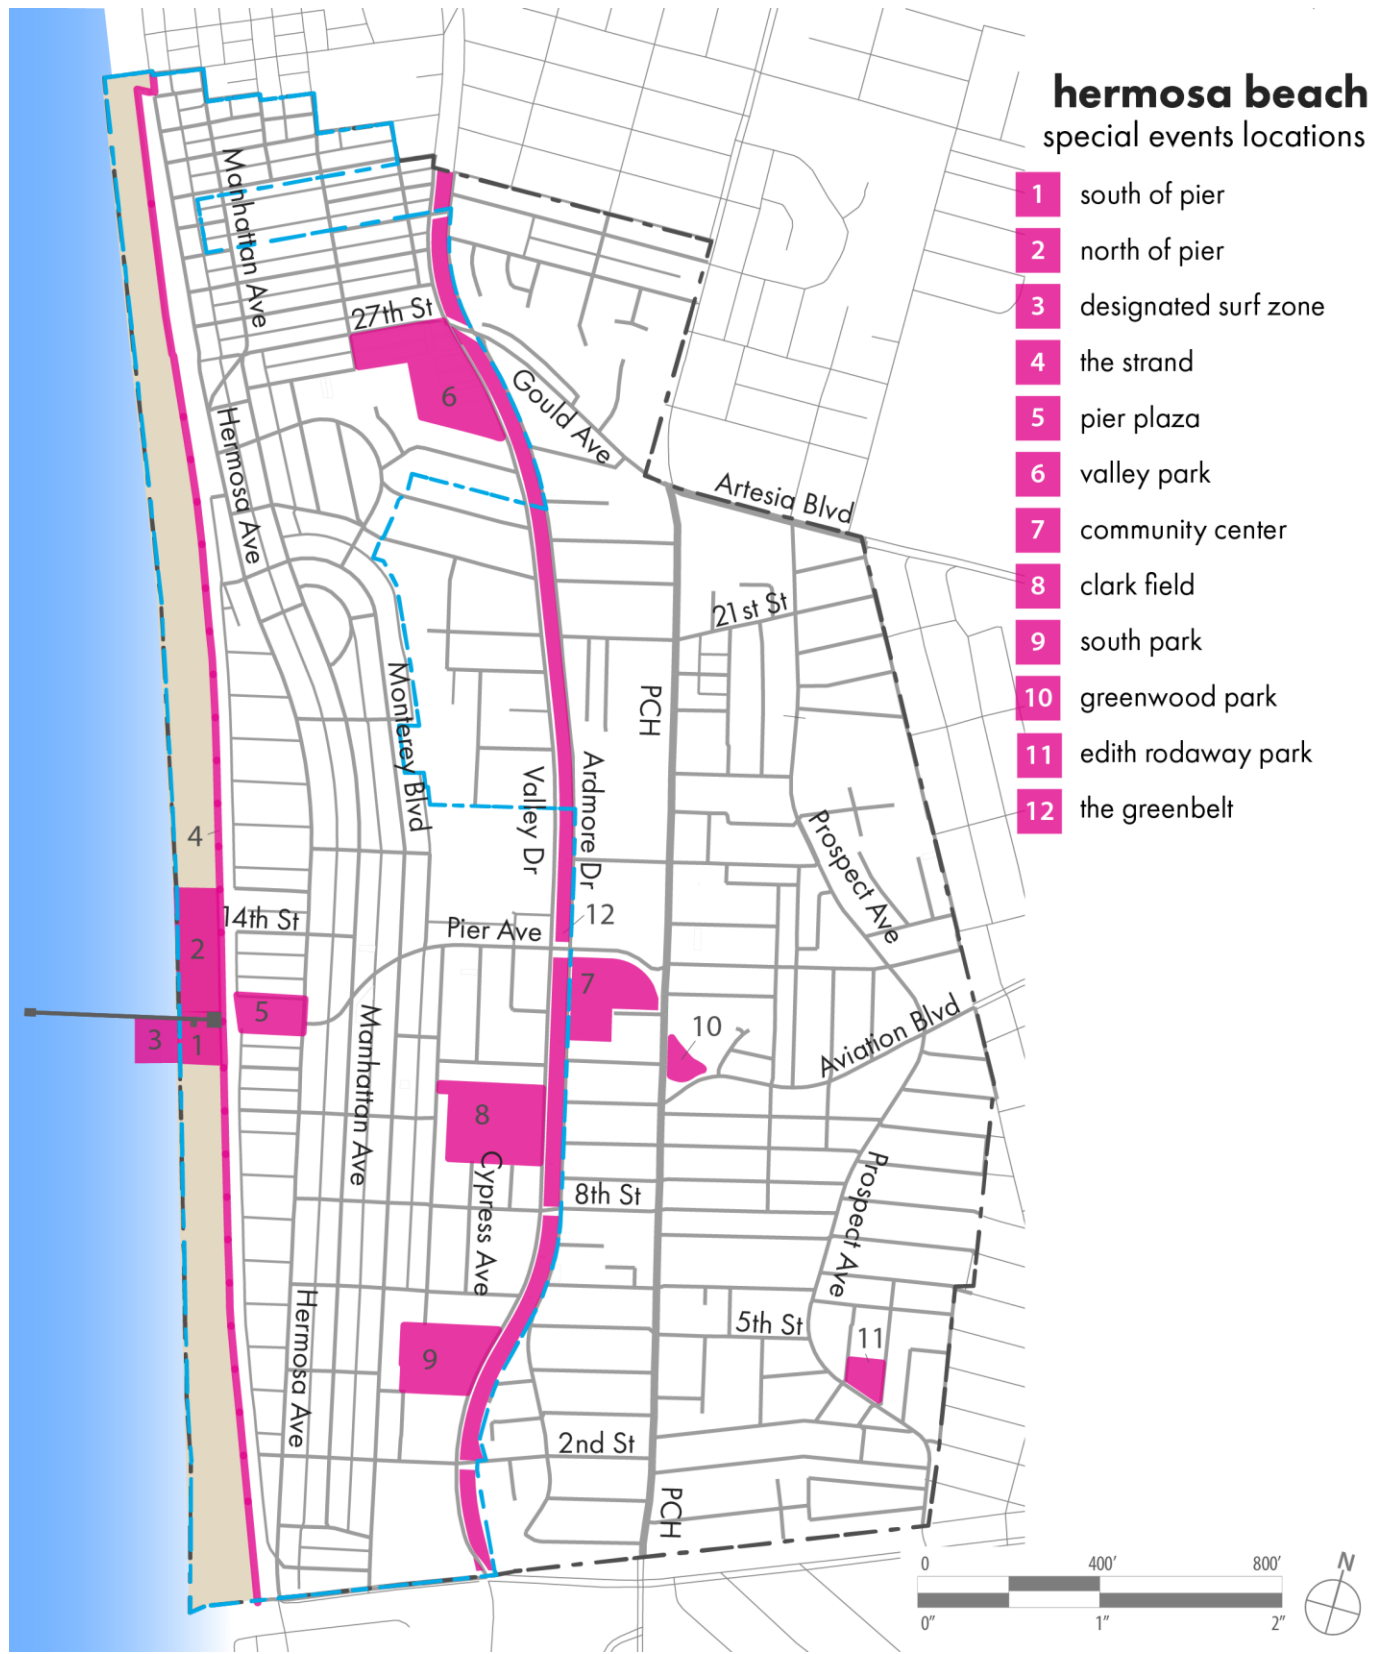 hermosa beach
special events locations
1 south of pier
2 north of pier
3 designated surf zone
4 the strand
5 pier plaza
6 valley park
7 community center
8 clark field
9 south park
10 greenwood park
11 edith rodaway park
12 the greenbelt
Manhattan Ave
27th St
6
Gould Ave
Hermosa Ave
Artesia Blvd
21st St
Monterey Blvd
PCH
Valley Dr
Ardmore Dr
Prospect Ave
4
14th St
Pier Ave
12
2
7
5
3
1
10
Aviation Blvd
Manhattan Ave
8
Cypress Ave
8th St
Prospect Ave
Hermosa Ave
5th St
11
9
2nd St
PCH
0 400' 800'
0" 1" 2"
N